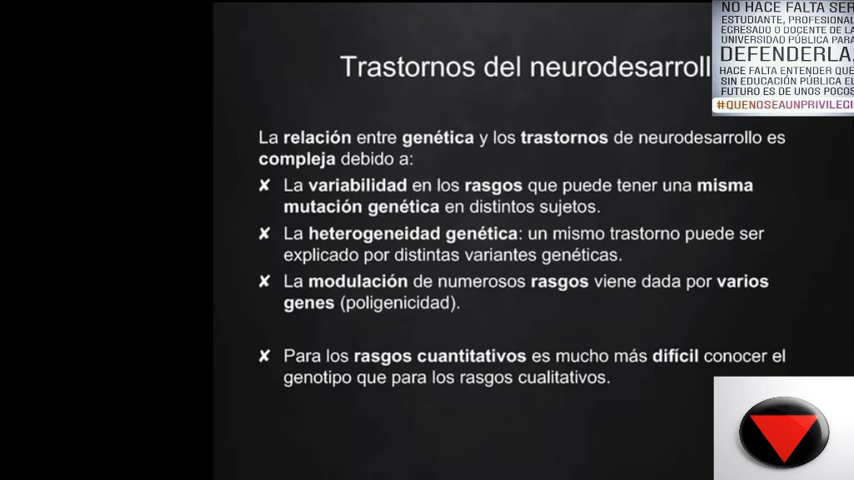 NO HACE FALTA SER
ESTUDIANTE, PROFESIONAL
EGRESADO O DOCENTE DE LA
UNIVERSIDAD PÚBLICA PARA
DEFENDERLA.
HACE FALTA ENTENDER QUE
SIN EDUCACIÓN PÚBLICA EL
FUTURO ES DE UNOS POCOS
#QUENOSEAUNPRIVILEGI
Trastornos del neurodesarroll
La relación entre genética y los trastornos de neurodesarrollo es
compleja debido a:
✘ La variabilidad en los rasgos que puede tener una misma
mutación genética en distintos sujetos.
✘ La heterogeneidad genética: un mismo trastorno puede ser
explicado por distintas variantes genéticas.
✘ La modulación de numerosos rasgos viene dada por varios
genes (poligenicidad).
✘ Para los rasgos cuantitativos es mucho más difícil conocer el
genotipo que para los rasgos cualitativos.